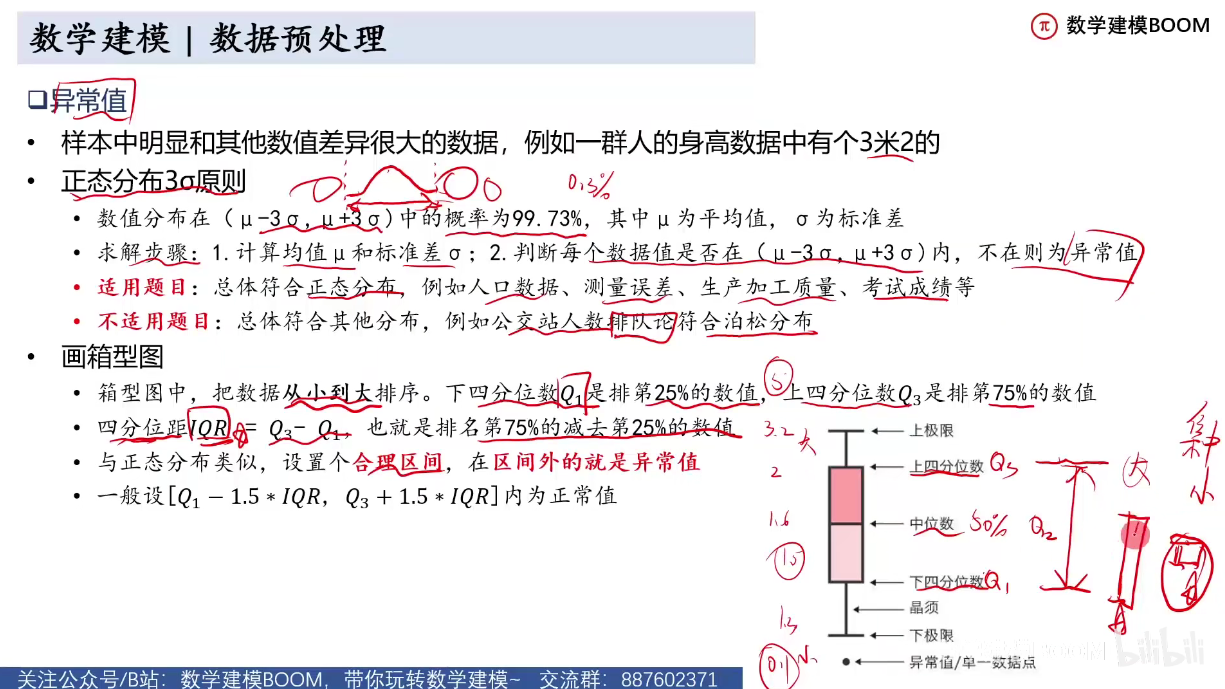 数学建模 | 数据预处理
数学建模BOOM
异常值
样本中明显和其他数值差异很大的数据，例如一群人的身高数据中有个3米2的
正态分布3σ原则
数值分布在（μ-3σ, μ+3σ）中的概率为99.73%，其中μ为平均值，σ为标准差
求解步骤：1.计算均值μ和标准差σ；2.判断每个数据值是否在（μ-3σ, μ+3σ）内，不在则为异常值
适用题目：总体符合正态分布，例如人口数据、测量误差、生产加工质量、考试成绩等
不适用题目：总体符合其他分布，例如公交站人数排队论符合泊松分布
画箱型图
箱型图中，把数据从小到大排序。下四分位数Q₁是排第25%的数值，上四分位数Q₃是排第75%的数值
四分位距IQR = Q₃− Q₁，也就是排名第75%的减去第25%的数值
与正态分布类似，设置个合理区间，在区间外的就是异常值
一般设[Q₁ − 1.5 ∗ IQR，Q₃ + 1.5 ∗ IQR]内为正常值
3.2 大
上极限
2
上四分位数 Q3
大
集中
小
1.6
中位数 50% Q2
15
下四分位数 Q1
晶须
1.3
下极限
0.1 小
异常值/单一数据点
bilibili
关注公众号/B站：数学建模BOOM，带你玩转数学建模~ 交流群：887602371